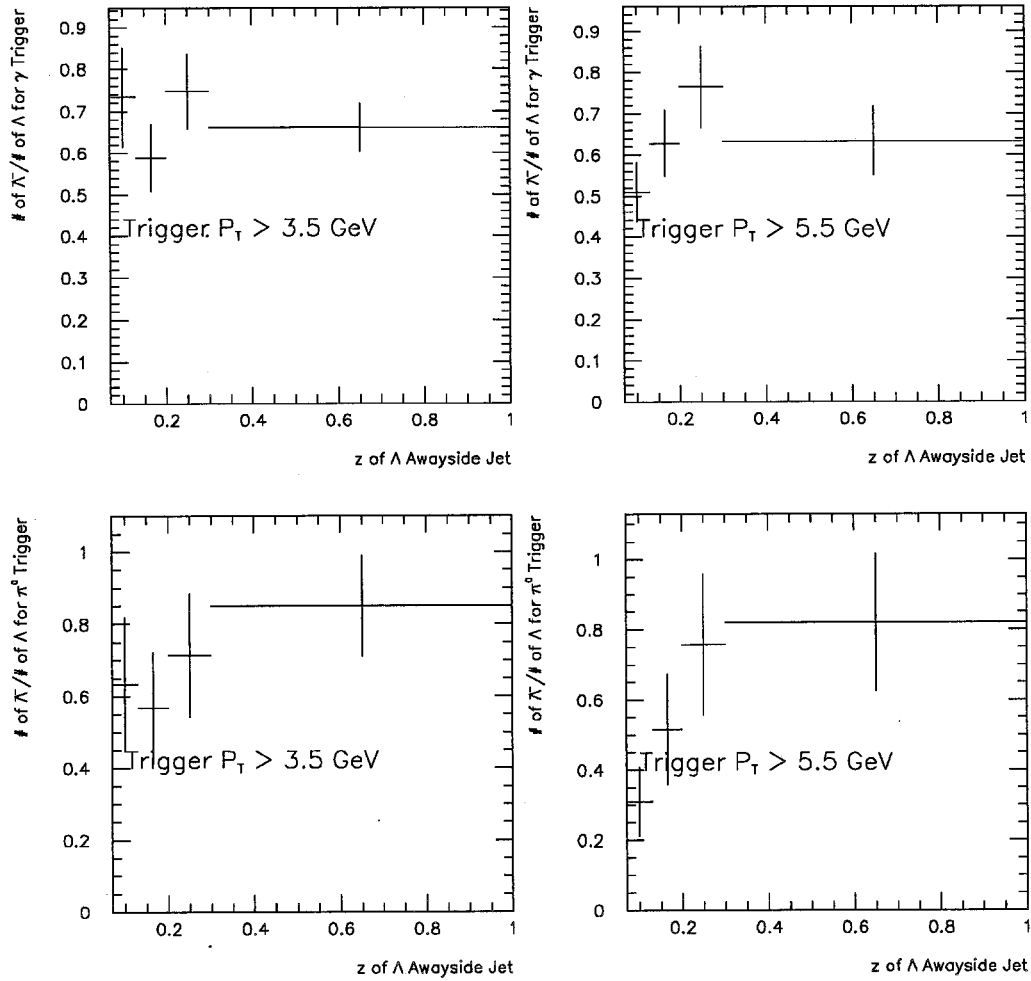 # of Λ̄/# of Λ for γ Trigger
0.9
0.8
0.7
0.6
0.5
0.4
0.3
0.2
0.1
0
Trigger P_T > 3.5 GeV
0.2 0.4 0.6 0.8 1
z of Λ Awayside Jet
# of Λ̄/# of Λ for γ Trigger
0.9
0.8
0.7
0.6
0.5
0.4
0.3
0.2
0.1
0
Trigger P_T > 5.5 GeV
0.2 0.4 0.6 0.8 1
z of Λ Awayside Jet
# of Λ̄/# of Λ for π⁰ Trigger
1
0.8
0.6
0.4
0.2
0
Trigger P_T > 3.5 GeV
0.2 0.4 0.6 0.8 1
z of Λ Awayside Jet
# of Λ̄/# of Λ for π⁰ Trigger
1
0.8
0.6
0.4
0.2
0
Trigger P_T > 5.5 GeV
0.2 0.4 0.6 0.8 1
z of Λ Awayside Jet